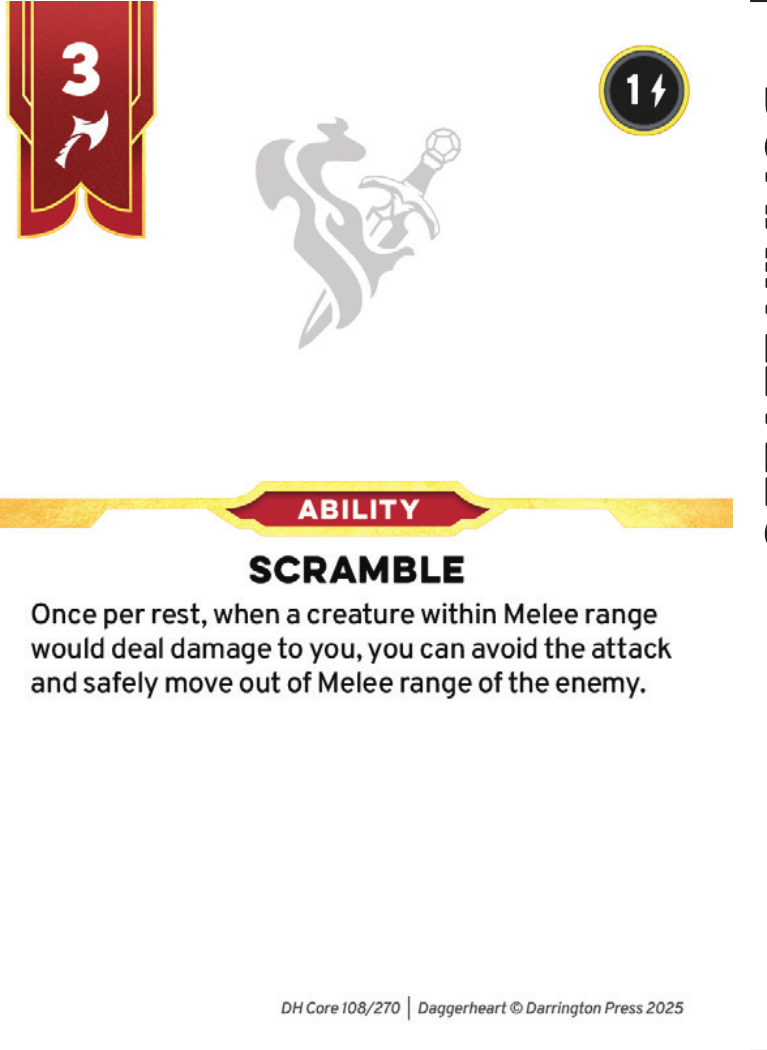 3
1
ABILITY
SCRAMBLE
Once per rest, when a creature within Melee range
would deal damage to you, you can avoid the attack
and safely move out of Melee range of the enemy.
DH Core 108/270 | Daggerheart © Darrington Press 2025